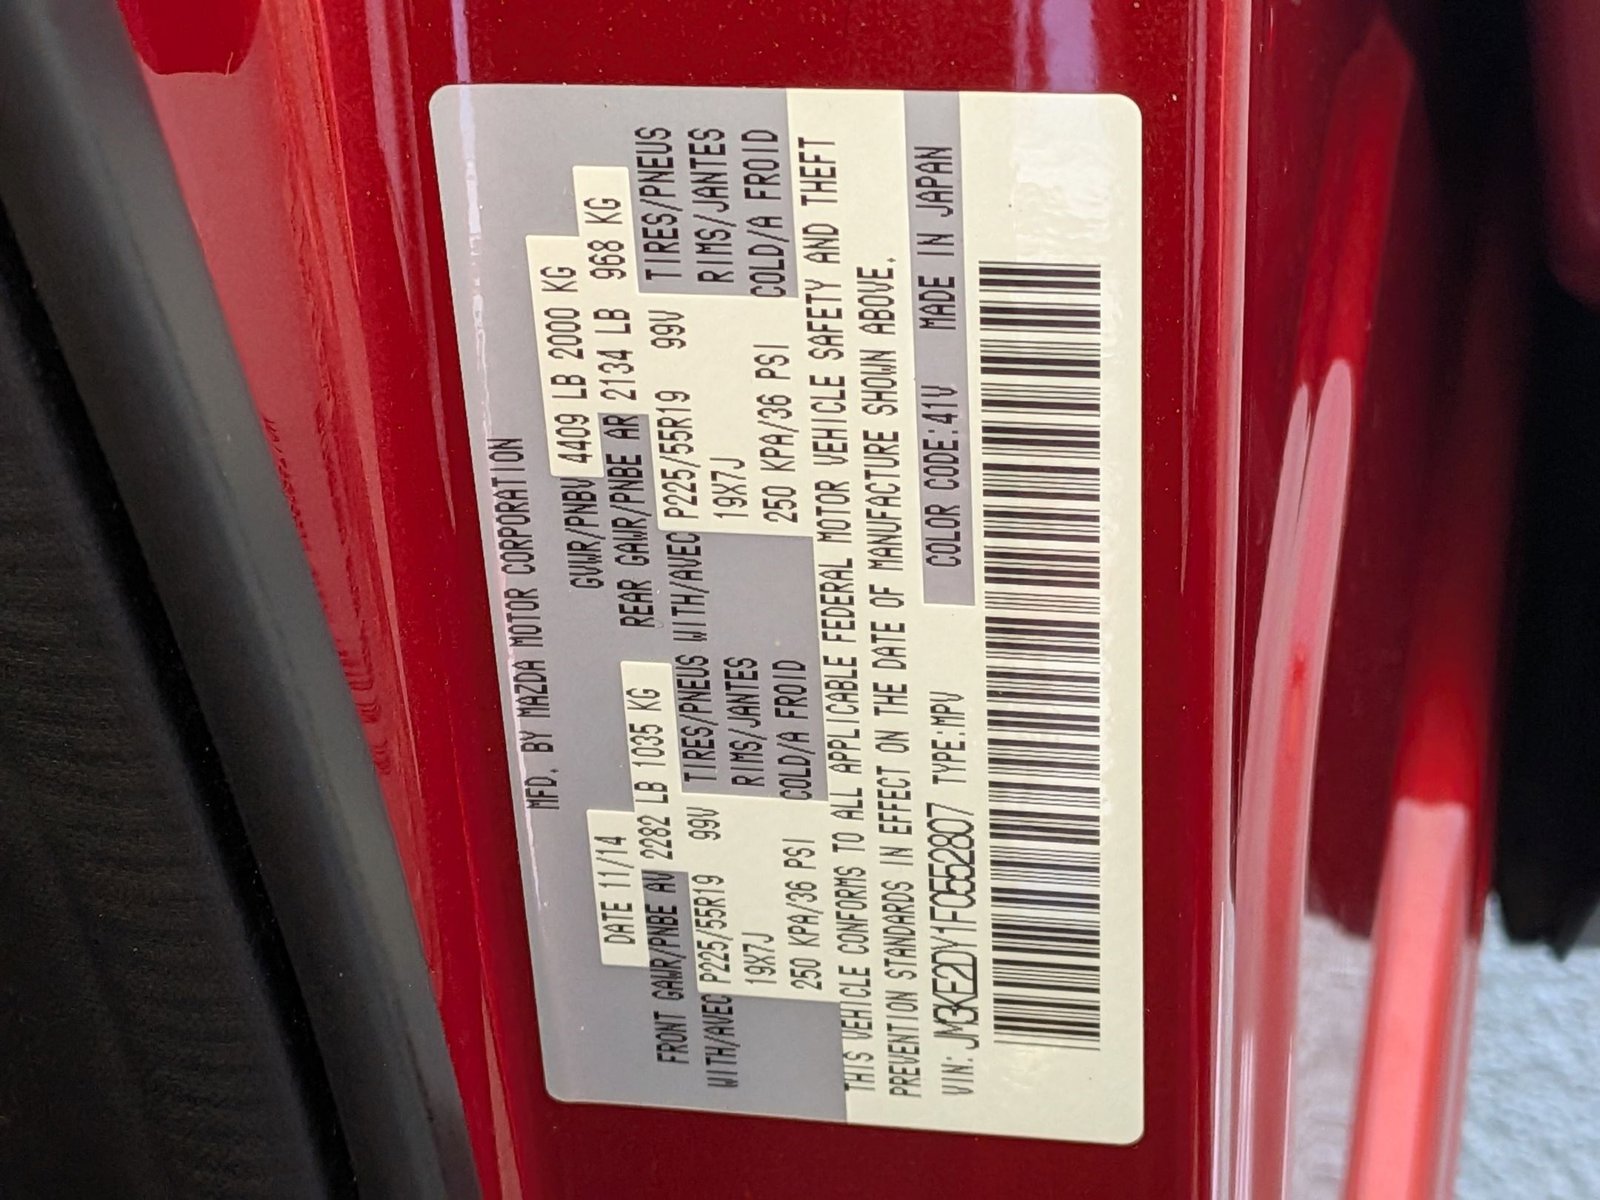 MFD. BY MAZDA MOTOR CORPORATION
DATE 11/14 GVWR/PNBV 4409 LB 2000 KG
FRONT GAWR/PNBE AV 2282 LB 1035 KG REAR GAWR/PNBE AR 2134 LB 968 KG
WITH/AVEC P225/55R19 99V TIRES/PNEUS WITH/AVEC P225/55R19 99V TIRES/PNEUS
19X7J RIMS/JANTES 19X7J RIMS/JANTES
250 KPA/36 PSI COLD/A FROID 250 KPA/36 PSI COLD/A FROID
THIS VEHICLE CONFORMS TO ALL APPLICABLE FEDERAL MOTOR VEHICLE SAFETY AND THEFT
PREVENTION STANDARDS IN EFFECT ON THE DATE OF MANUFACTURE SHOWN ABOVE.
VIN: JM3KE2DY1F0552807 TYPE:MPV COLOR CODE:41V MADE IN JAPAN